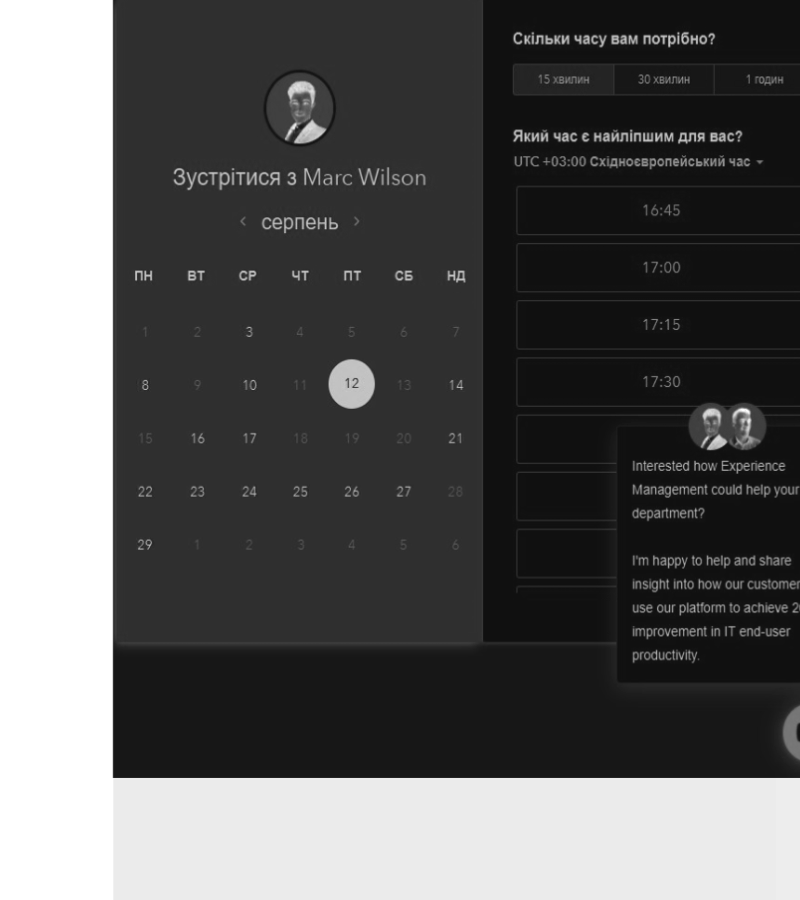 Зустрітися з Marc Wilson
серпень
ПН ВТ СР ЧТ ПТ СБ НД
1 2 3 4 5 6 7
8 9 10 11 12 13 14
15 16 17 18 19 20 21
22 23 24 25 26 27 28
29 1 2 3 4 5 6
Скільки часу вам потрібно?
15 хвилин 30 хвилин 1 годин
Який час є найліпшим для вас?
UTC +03:00 Східноєвропейський час
16:45
17:00
17:15
17:30
Interested how Experience
Management could help your
department?
I'm happy to help and share
insight into how our customer
use our platform to achieve
improvement in IT end-user
productivity.